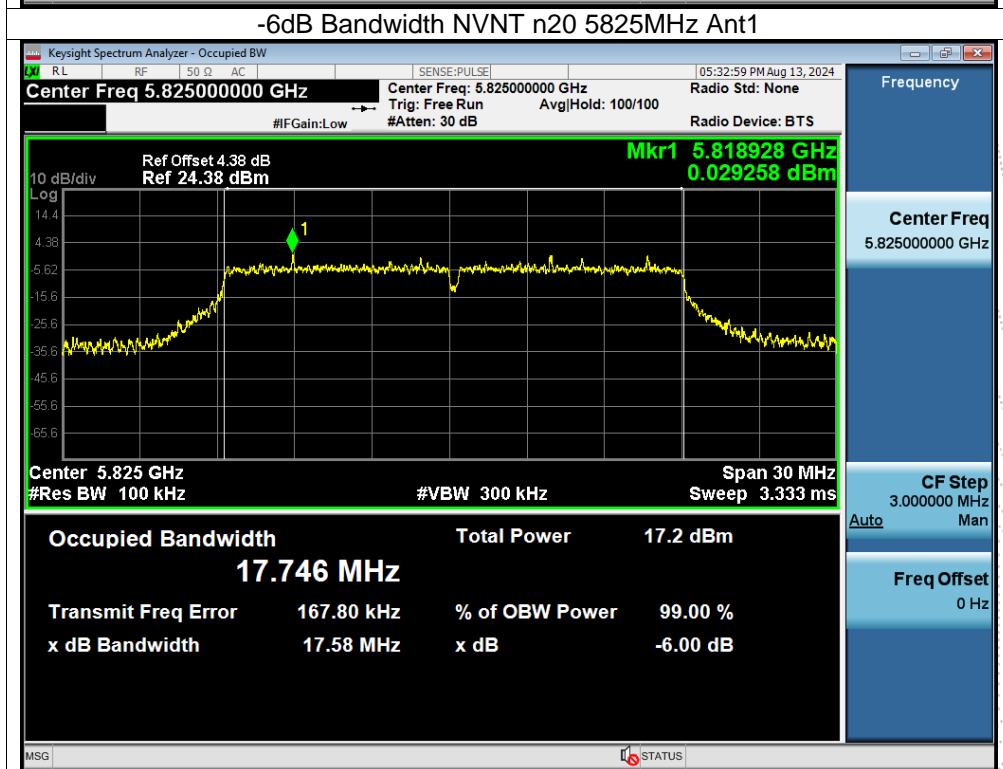 -6dB Bandwidth NVNT n20 5825MHz Ant1
Keysight Spectrum Analyzer - Occupied BW
LXI RL RF 50 Ω AC SENSE:PULSE 05:32:59 PM Aug 13, 2024
Center Freq 5.825000000 GHz
Center Freq: 5.825000000 GHz
Radio Std: None
Trig: Free Run Avg|Hold: 100/100
#IFGain:Low #Atten: 30 dB Radio Device: BTS
Mkr1 5.818928 GHz
0.029258 dBm
Ref Offset 4.38 dB
10 dB/div Ref 24.38 dBm
Log
14.4
4.38
-5.62
-15.6
-25.6
-35.6
-45.6
-55.6
-65.6
1
Center 5.825 GHz Span 30 MHz
#Res BW 100 kHz #VBW 300 kHz Sweep 3.333 ms
Occupied Bandwidth Total Power 17.2 dBm
17.746 MHz
Transmit Freq Error 167.80 kHz % of OBW Power 99.00 %
x dB Bandwidth 17.58 MHz x dB -6.00 dB
MSG STATUS
Frequency
Center Freq
5.825000000 GHz
CF Step
3.000000 MHz
Auto Man
Freq Offset
0 Hz